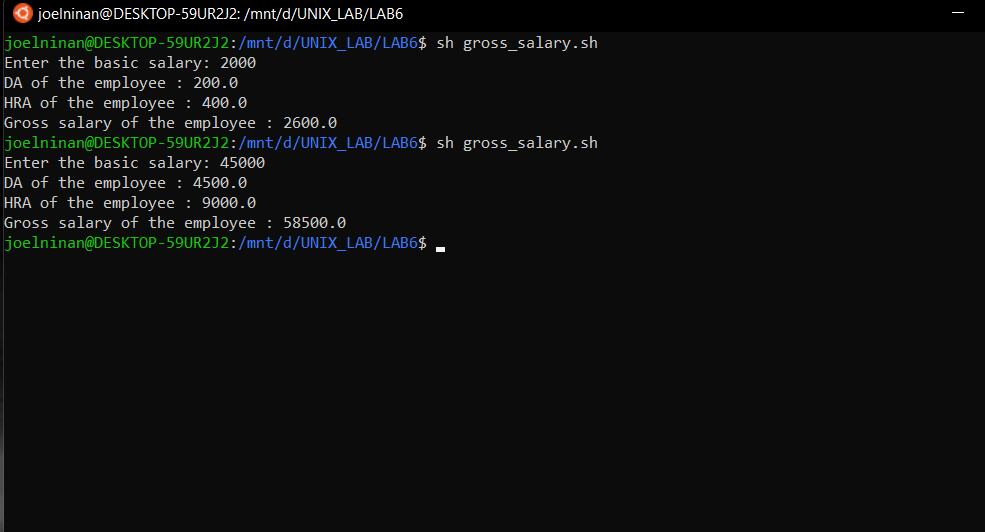 joelninan@DESKTOP-59UR2J2: /mnt/d/UNIX_LAB/LAB6
joelninan@DESKTOP-59UR2J2:/mnt/d/UNIX_LAB/LAB6$ sh gross_salary.sh
Enter the basic salary: 2000
DA of the employee : 200.0
HRA of the employee : 400.0
Gross salary of the employee : 2600.0
joelninan@DESKTOP-59UR2J2:/mnt/d/UNIX_LAB/LAB6$ sh gross_salary.sh
Enter the basic salary: 45000
DA of the employee : 4500.0
HRA of the employee : 9000.0
Gross salary of the employee : 58500.0
joelninan@DESKTOP-59UR2J2:/mnt/d/UNIX_LAB/LAB6$